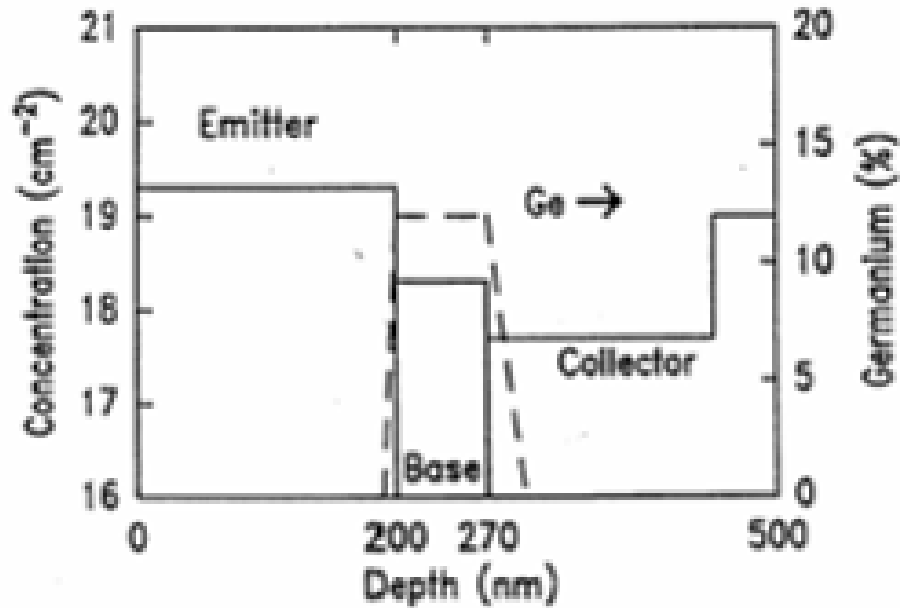 21
20
19
18
17
16
Concentration (cm⁻²)
Emitter
Ge →
Base
Collector
20
15
10
5
0
Germanium (%)
0 200 270 500
Depth (nm)